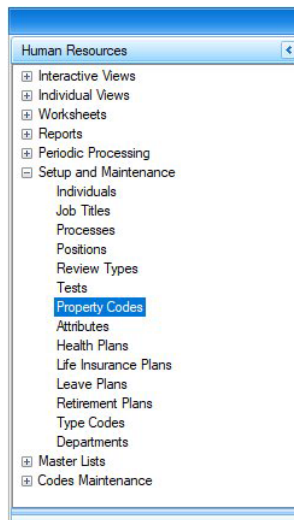 Human Resources
Interactive Views
Individual Views
Worksheets
Reports
Periodic Processing
Setup and Maintenance
Individuals
Job Titles
Processes
Positions
Review Types
Tests
Property Codes
Attributes
Health Plans
Life Insurance Plans
Leave Plans
Retirement Plans
Type Codes
Departments
Master Lists
Codes Maintenance